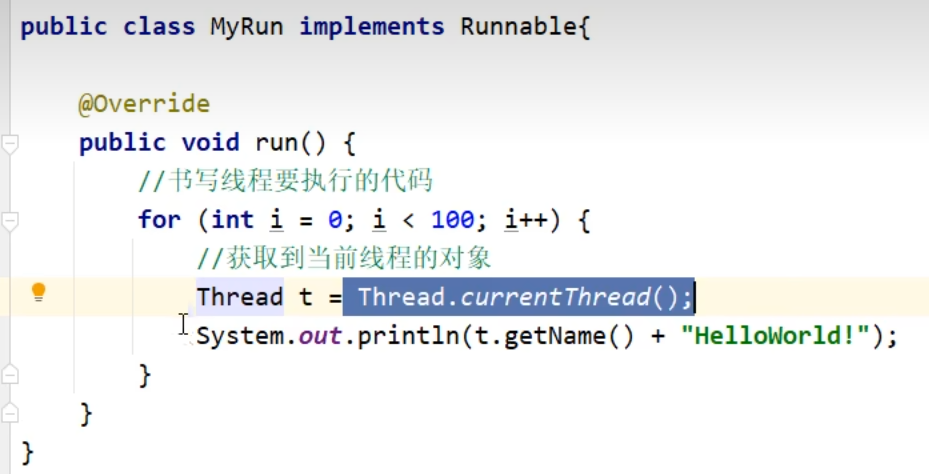 public class MyRun implements Runnable{
@Override
public void run() {
//书写线程要执行的代码
for (int i = 0; i < 100; i++) {
//获取到当前线程的对象
Thread t = Thread.currentThread();
System.out.println(t.getName() + "HelloWorld!");
}
}
}